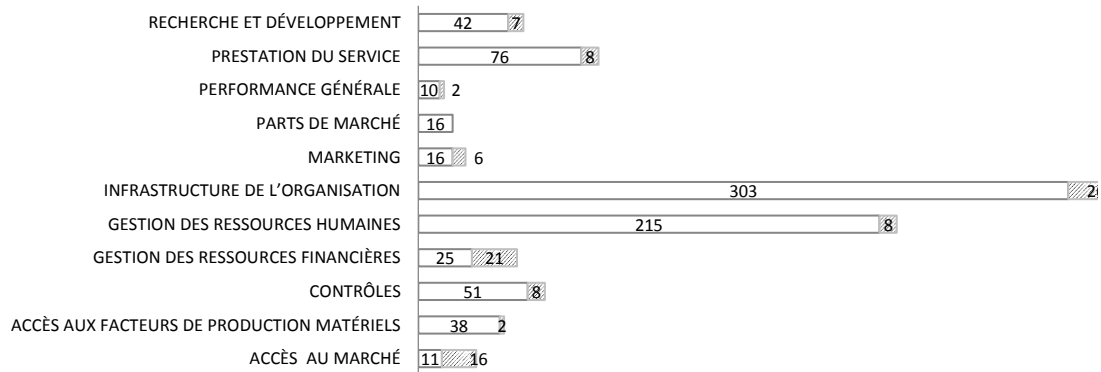 RECHERCHE ET DÉVELOPPEMENT 42 7
PRESTATION DU SERVICE 76 8
PERFORMANCE GÉNÉRALE 10 2
PARTS DE MARCHÉ 16
MARKETING 16 6
INFRASTRUCTURE DE L’ORGANISATION 303
GESTION DES RESSOURCES HUMAINES 215 8
GESTION DES RESSOURCES FINANCIÈRES 25 21
CONTRÔLES 51 8
ACCÈS AUX FACTEURS DE PRODUCTION MATÉRIELS 38 2
ACCÈS AU MARCHÉ 11 16